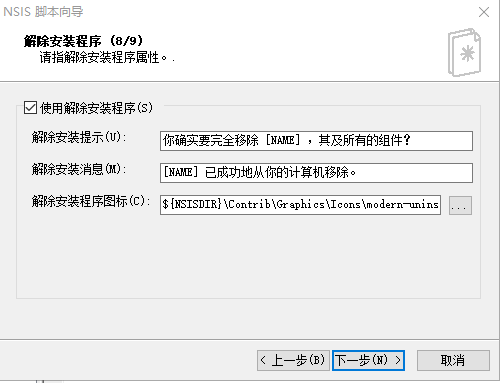 NSIS 脚本向导
解除安装程序 (8/9)
请指解除安装程序属性。.
使用解除安装程序(S)
解除安装提示(U):
你确实要完全移除 [NAME] ，其及所有的组件?
解除安装消息(M):
[NAME] 已成功地从你的计算机移除。
解除安装程序图标(C):
${NSISDIR}\Contrib\Graphics\Icons\modern-unins
...
< 上一步(B)
下一步(N) >
取消